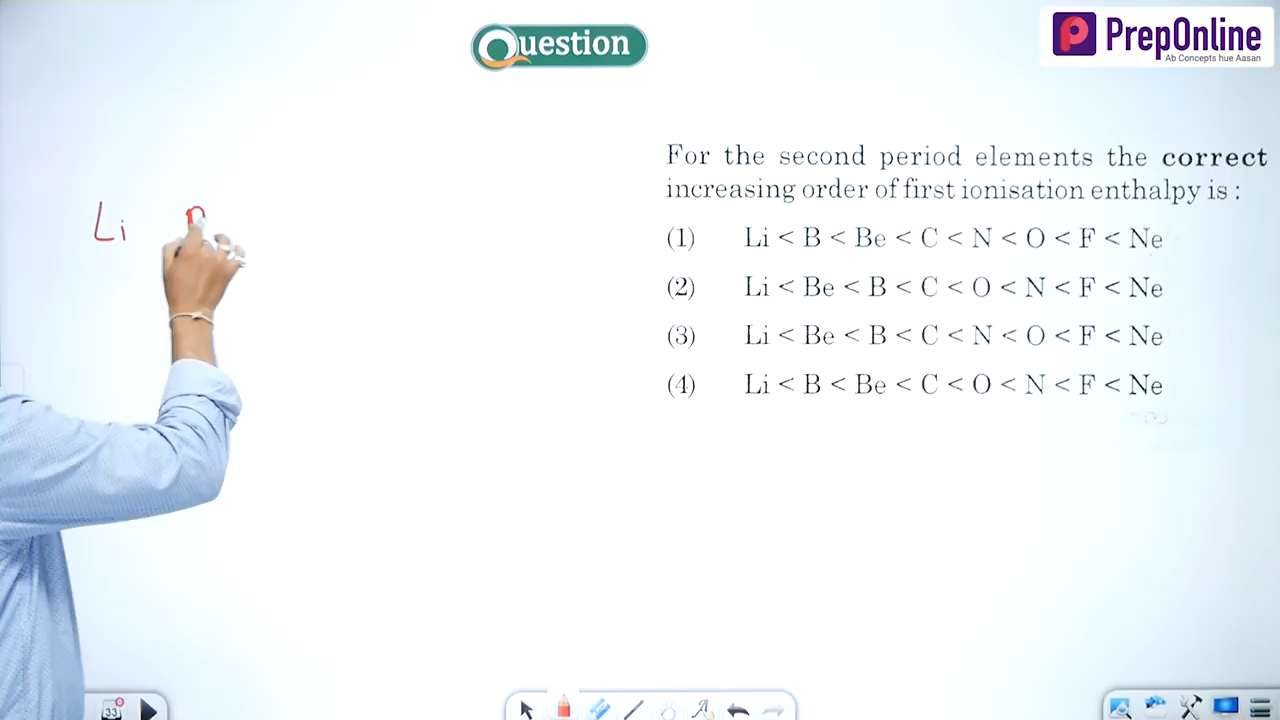 Question
PrepOnline
Ab Concepts hue Aasan
For the second period elements the correct
increasing order of first ionisation enthalpy is :
(1) Li < B < Be < C < N < O < F < Ne
(2) Li < Be < B < C < O < N < F < Ne
(3) Li < Be < B < C < N < O < F < Ne
(4) Li < B < Be < C < O < N < F < Ne
Li
33